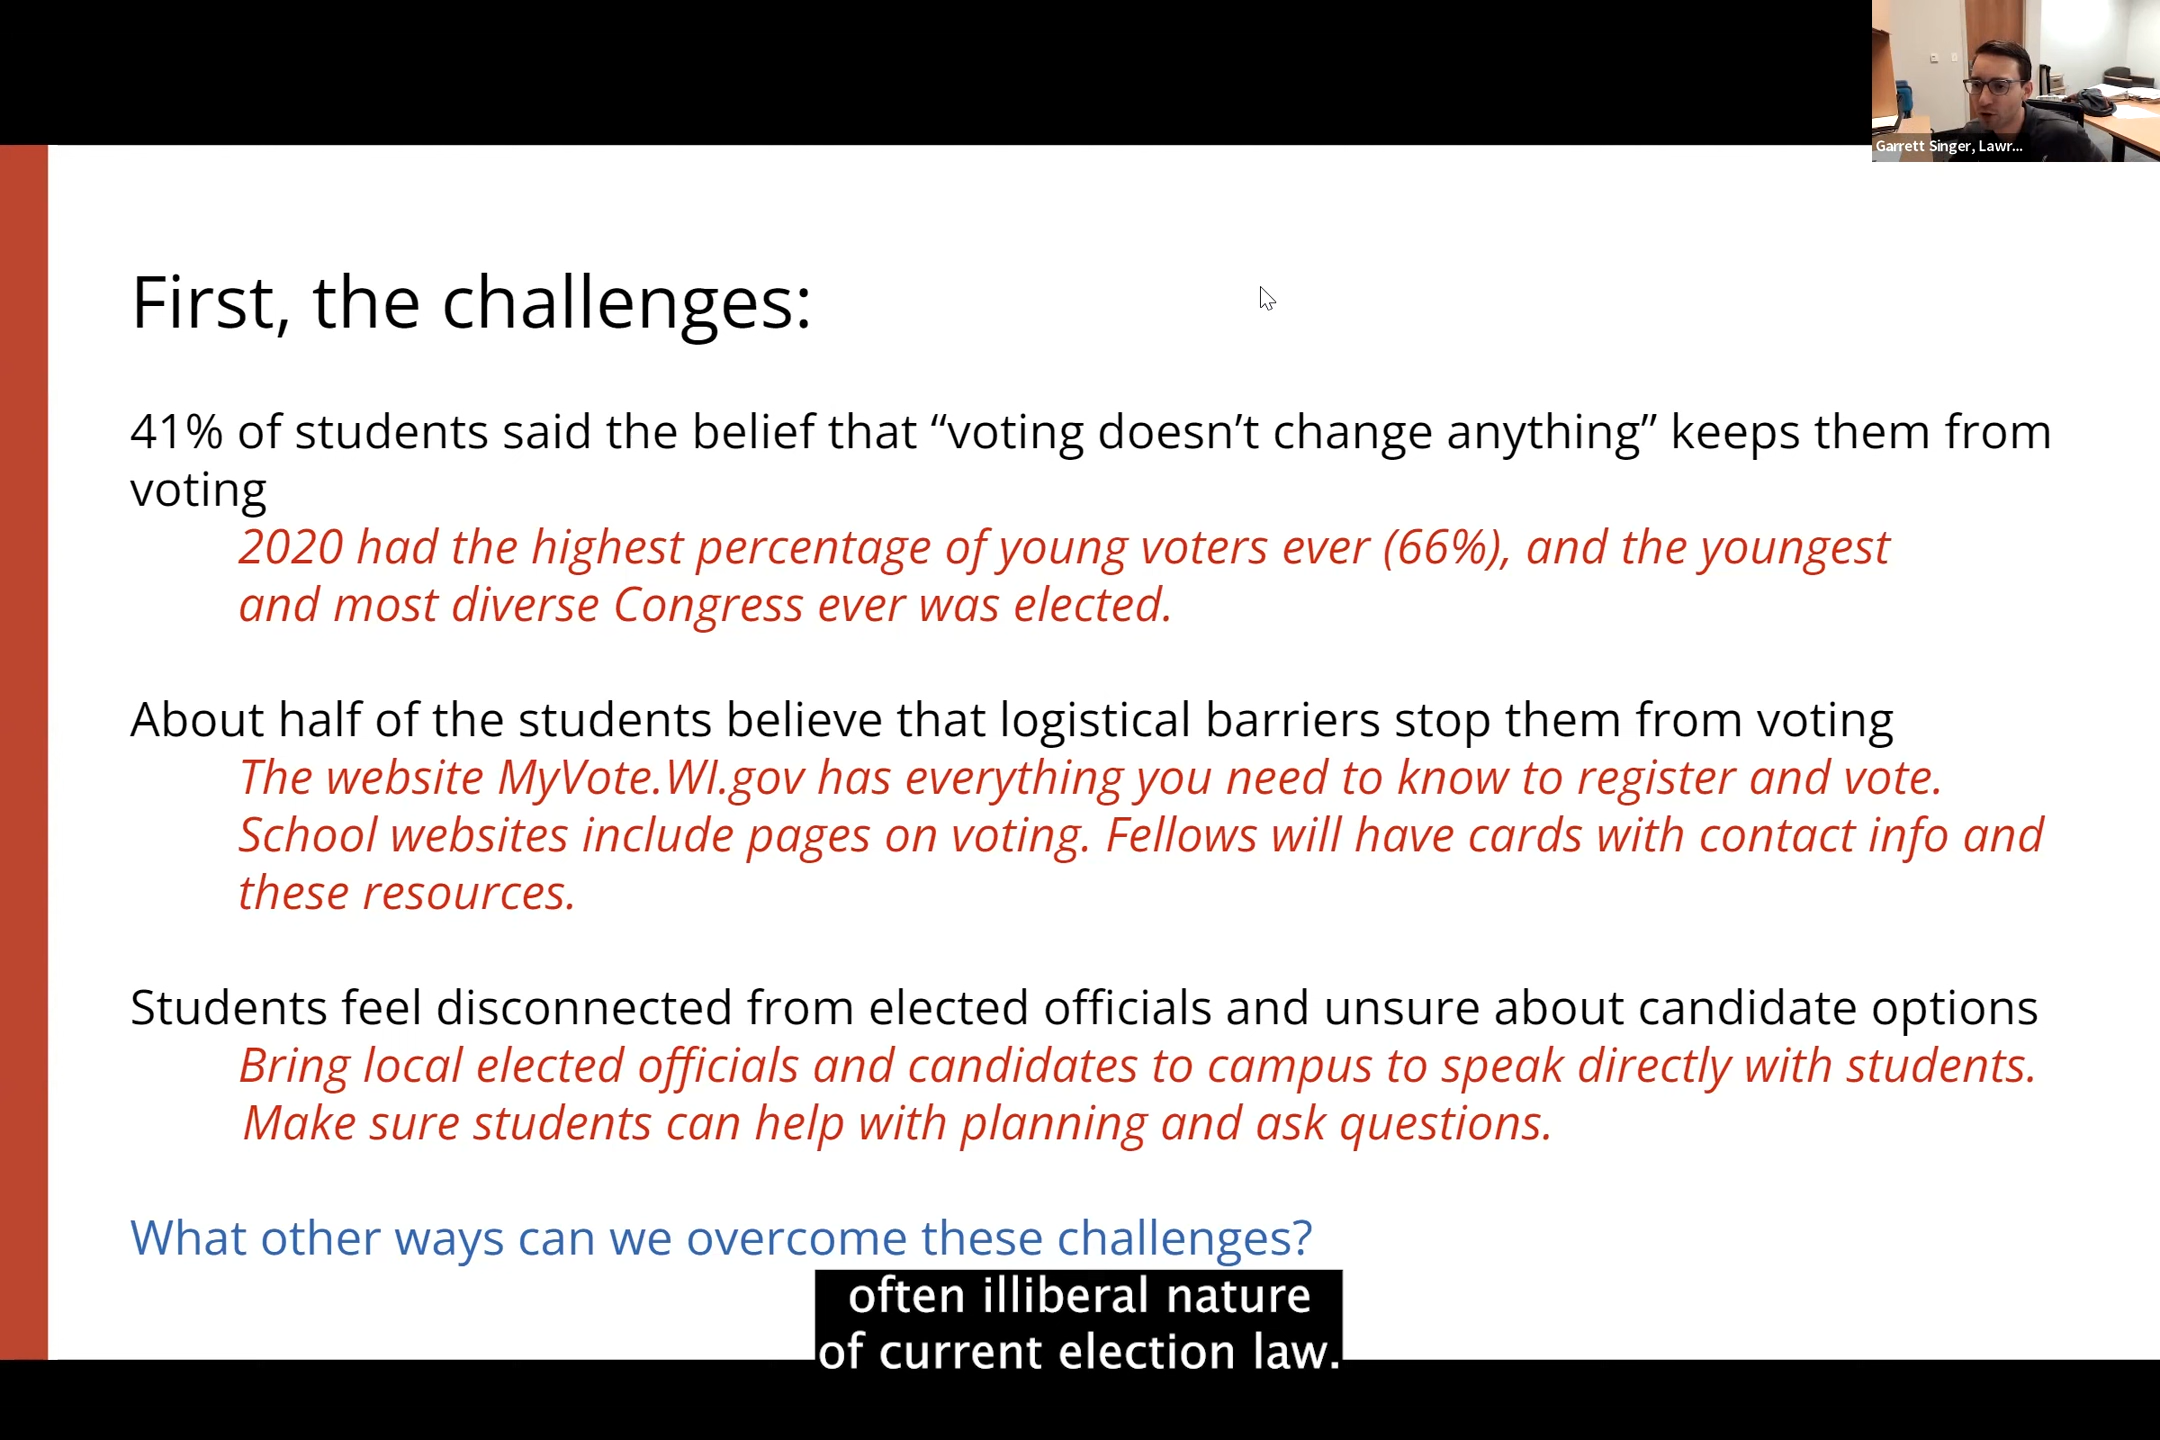 Garrett Singer, Lawr...
First, the challenges:
41% of students said the belief that “voting doesn’t change anything” keeps them from
voting
2020 had the highest percentage of young voters ever (66%), and the youngest
and most diverse Congress ever was elected.
About half of the students believe that logistical barriers stop them from voting
The website MyVote.WI.gov has everything you need to know to register and vote.
School websites include pages on voting. Fellows will have cards with contact info and
these resources.
Students feel disconnected from elected officials and unsure about candidate options
Bring local elected officials and candidates to campus to speak directly with students.
Make sure students can help with planning and ask questions.
What other ways can we overcome these challenges?
often illiberal nature
of current election law.